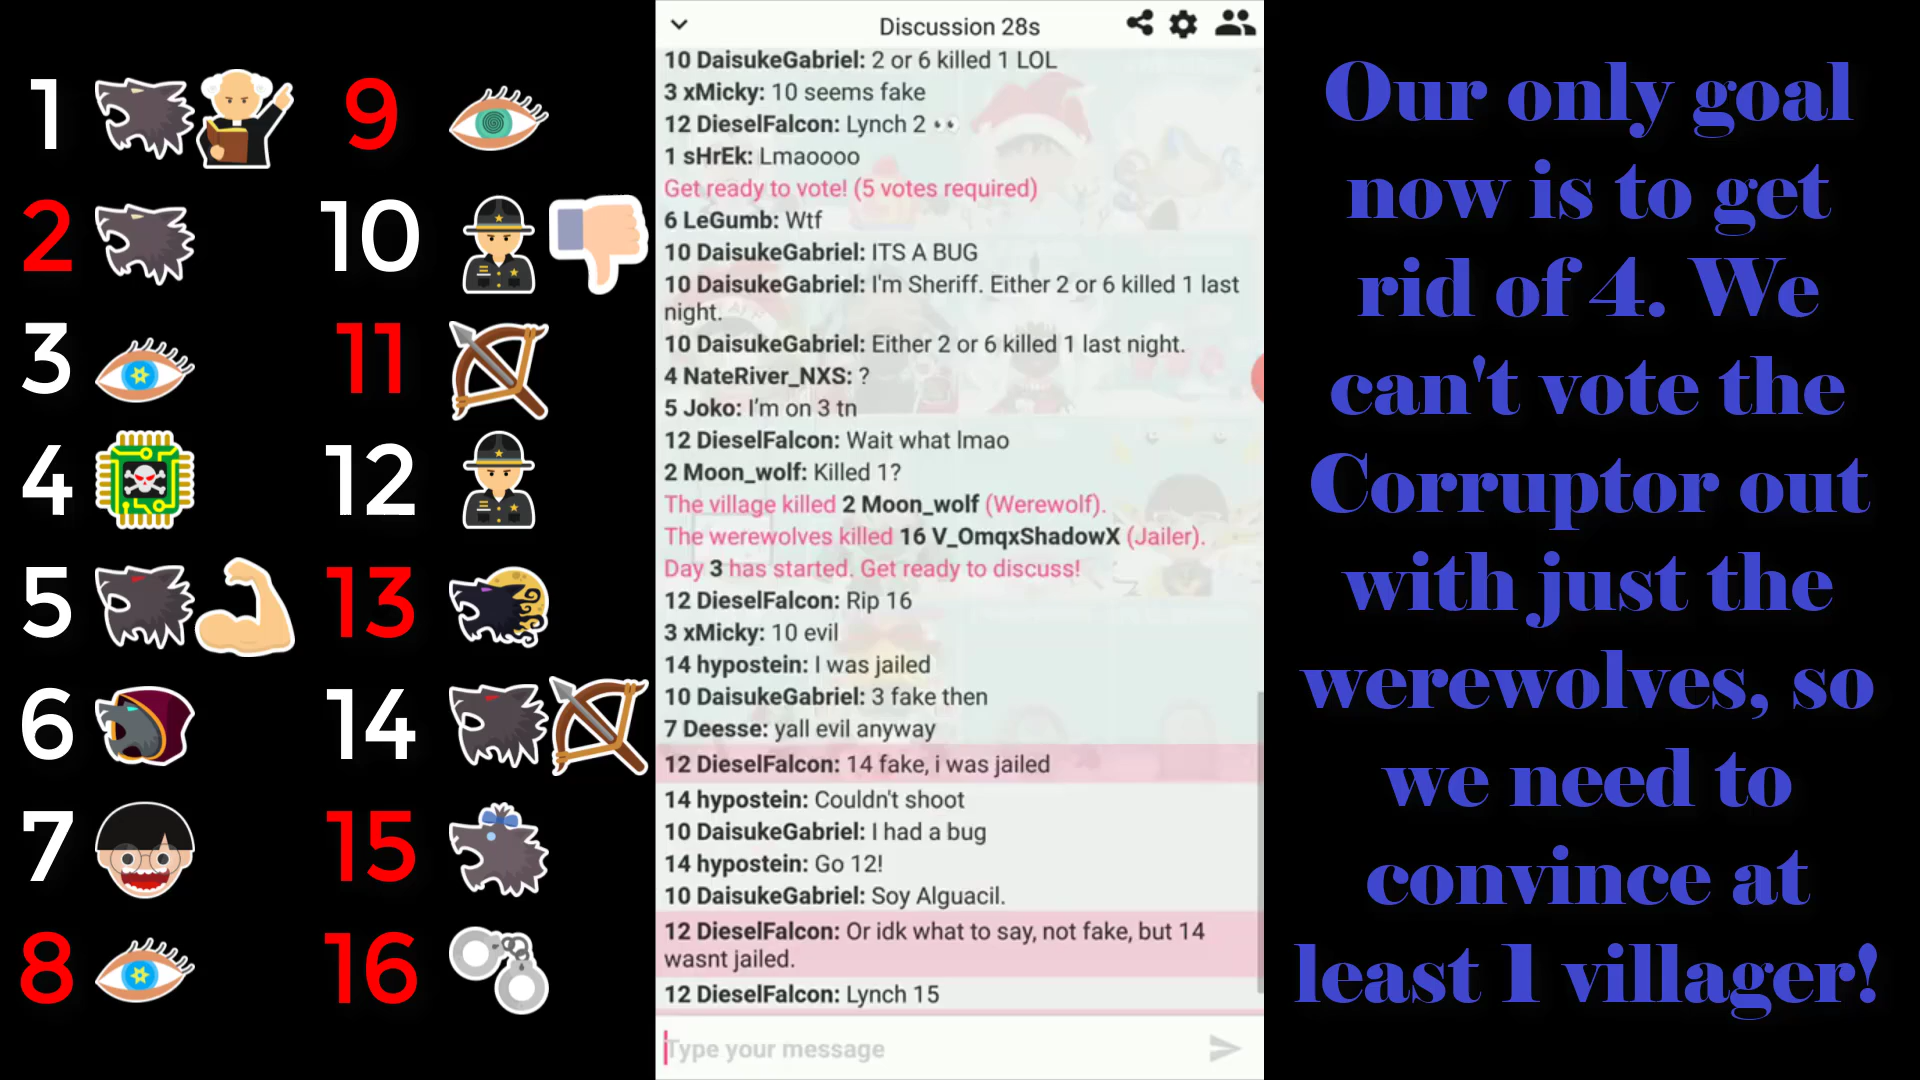 1
9
2
10
3
11
4
12
5
13
6
14
7
15
8
16
Discussion 28s
10 DaisukeGabriel: 2 or 6 killed 1 LOL
3 xMicky: 10 seems fake
12 DieselFalcon: Lynch 2 👀
1 sHrEk: Lmaoooo
Get ready to vote! (5 votes required)
6 LeGumb: Wtf
10 DaisukeGabriel: ITS A BUG
10 DaisukeGabriel: I'm Sheriff. Either 2 or 6 killed 1 last
night.
10 DaisukeGabriel: Either 2 or 6 killed 1 last night.
4 NateRiver_NXS: ?
5 Joko: I'm on 3 tn
12 DieselFalcon: Wait what lmao
2 Moon_wolf: Killed 1?
The village killed 2 Moon_wolf (Werewolf).
The werewolves killed 16 V_OmqxShadowX (Jailer).
Day 3 has started. Get ready to discuss!
12 DieselFalcon: Rip 16
3 xMicky: 10 evil
14 hypostein: I was jailed
10 DaisukeGabriel: 3 fake then
7 Deesse: yall evil anyway
12 DieselFalcon: 14 fake, i was jailed
14 hypostein: Couldn't shoot
10 DaisukeGabriel: I had a bug
14 hypostein: Go 12!
10 DaisukeGabriel: Soy Alguacil.
12 DieselFalcon: Or idk what to say, not fake, but 14
wasnt jailed.
12 DieselFalcon: Lynch 15
Type your message
Our only goal
now is to get
rid of 4. We
can't vote the
Corruptor out
with just the
werewolves, so
we need to
convince at
least 1 villager!